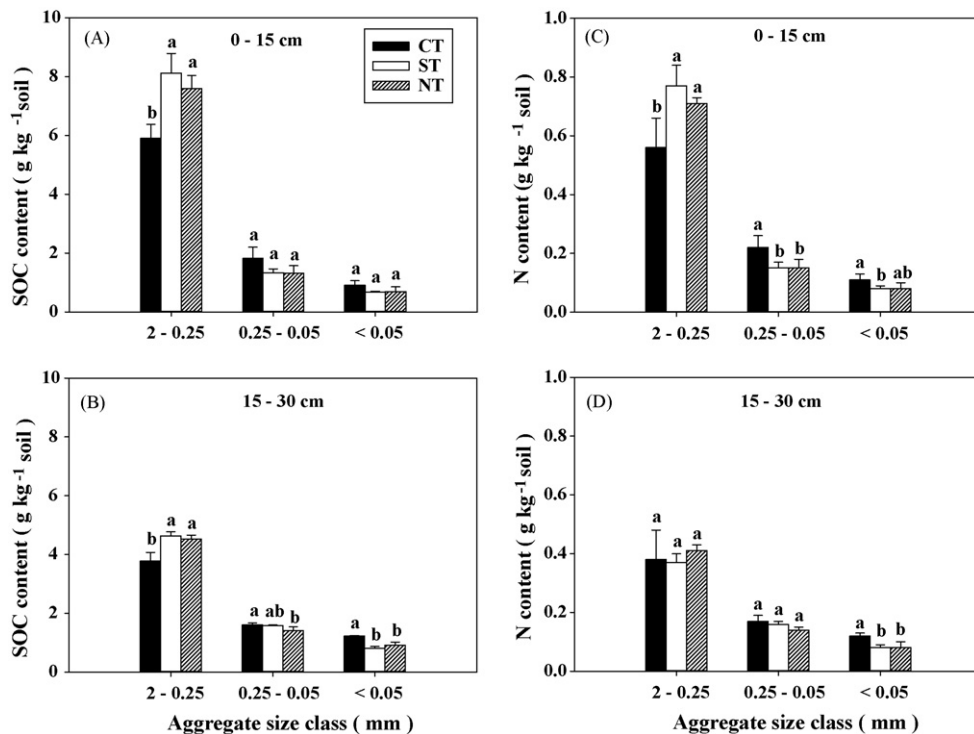 (A)
0 - 15 cm
CT
ST
NT
SOC content ( g kg -1 soil )
10
8
6
4
2
0
b a a
a a a
a a a
2 - 0.25 0.25 - 0.05 < 0.05
(C)
0 - 15 cm
N content (g kg -1 soil )
1.0
0.8
0.6
0.4
0.2
0.0
b a a
a b b
a b ab
2 - 0.25 0.25 - 0.05 < 0.05
(B)
15 - 30 cm
SOC content ( g kg -1 soil )
10
8
6
4
2
0
b a a
a ab b
a b b
2 - 0.25 0.25 - 0.05 < 0.05
Aggregate size class ( mm )
(D)
15 - 30 cm
N content ( g kg -1 soil )
1.0
0.8
0.6
0.4
0.2
0.0
a a a
a a a
a b b
2 - 0.25 0.25 - 0.05 < 0.05
Aggregate size class ( mm )